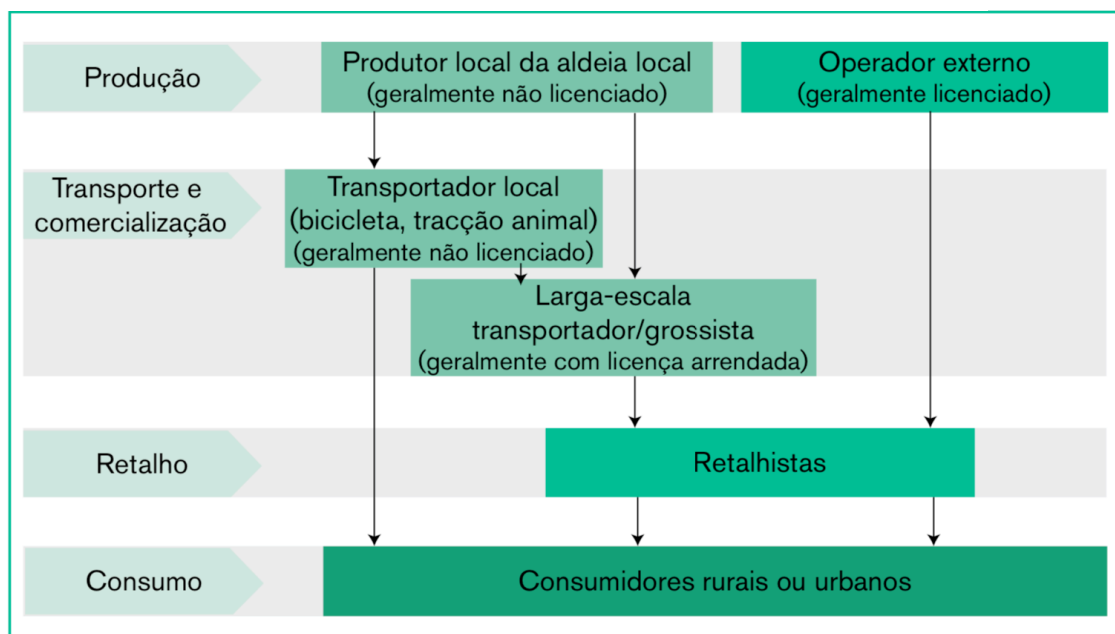 Produção
Produtor local da aldeia local
(geralmente não licenciado)
Operador externo
(geralmente licenciado)
Transporte e
comercialização
Transportador local
(bicicleta, tracção animal)
(geralmente não licenciado)
Larga-escala
transportador/grossista
(geralmente com licença arrendada)
Retalho
Retalhistas
Consumo
Consumidores rurais ou urbanos